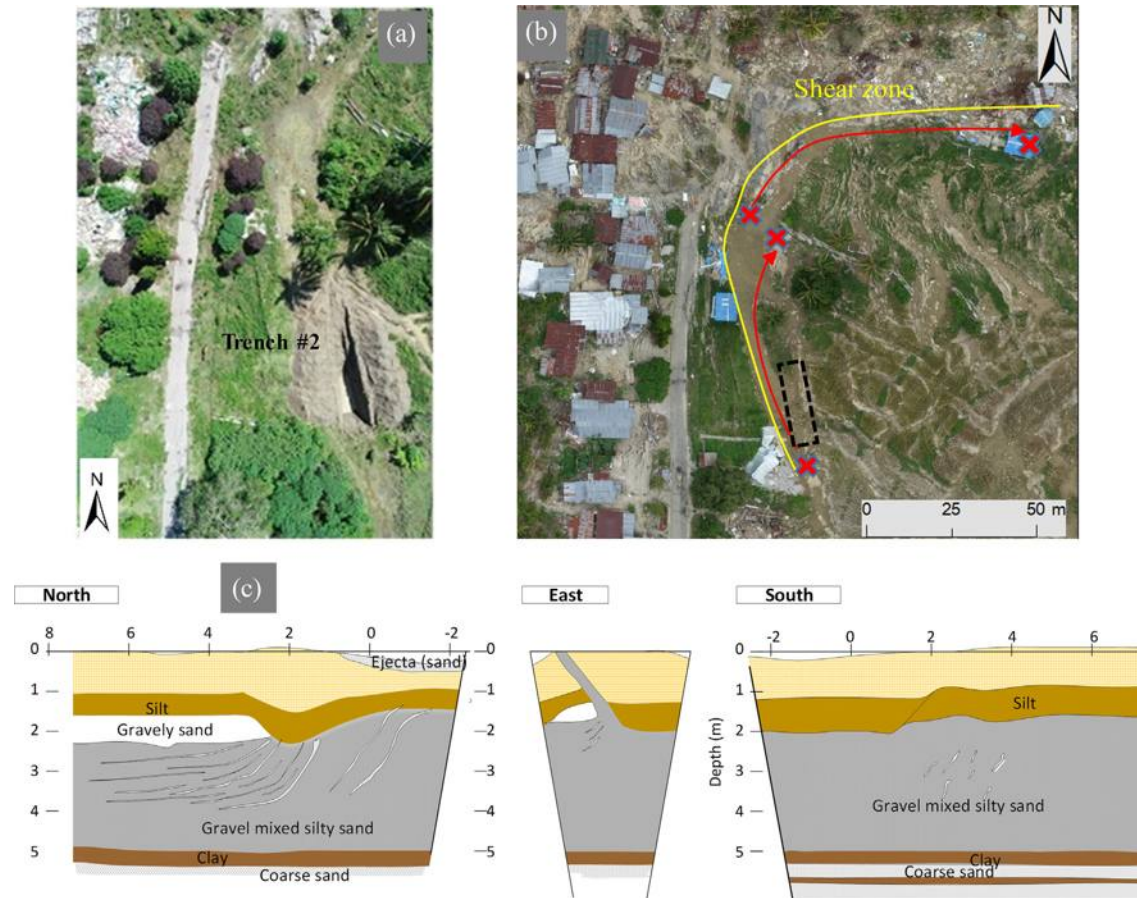 (a)
Trench #2
N
(b)
N
Shear zone
0 25 50 m
(c)
North
8 6 4 2 0 -2
0
1
2
3
4
5
Ejecta (sand)
Silt
Gravely sand
Gravel mixed silty sand
Clay
Coarse sand
East
0
1
2
3
4
5
South
-2 0 2 4 6
Depth (m)
0
1
2
3
4
5
Silt
Gravel mixed silty sand
Clay
Coarse sand